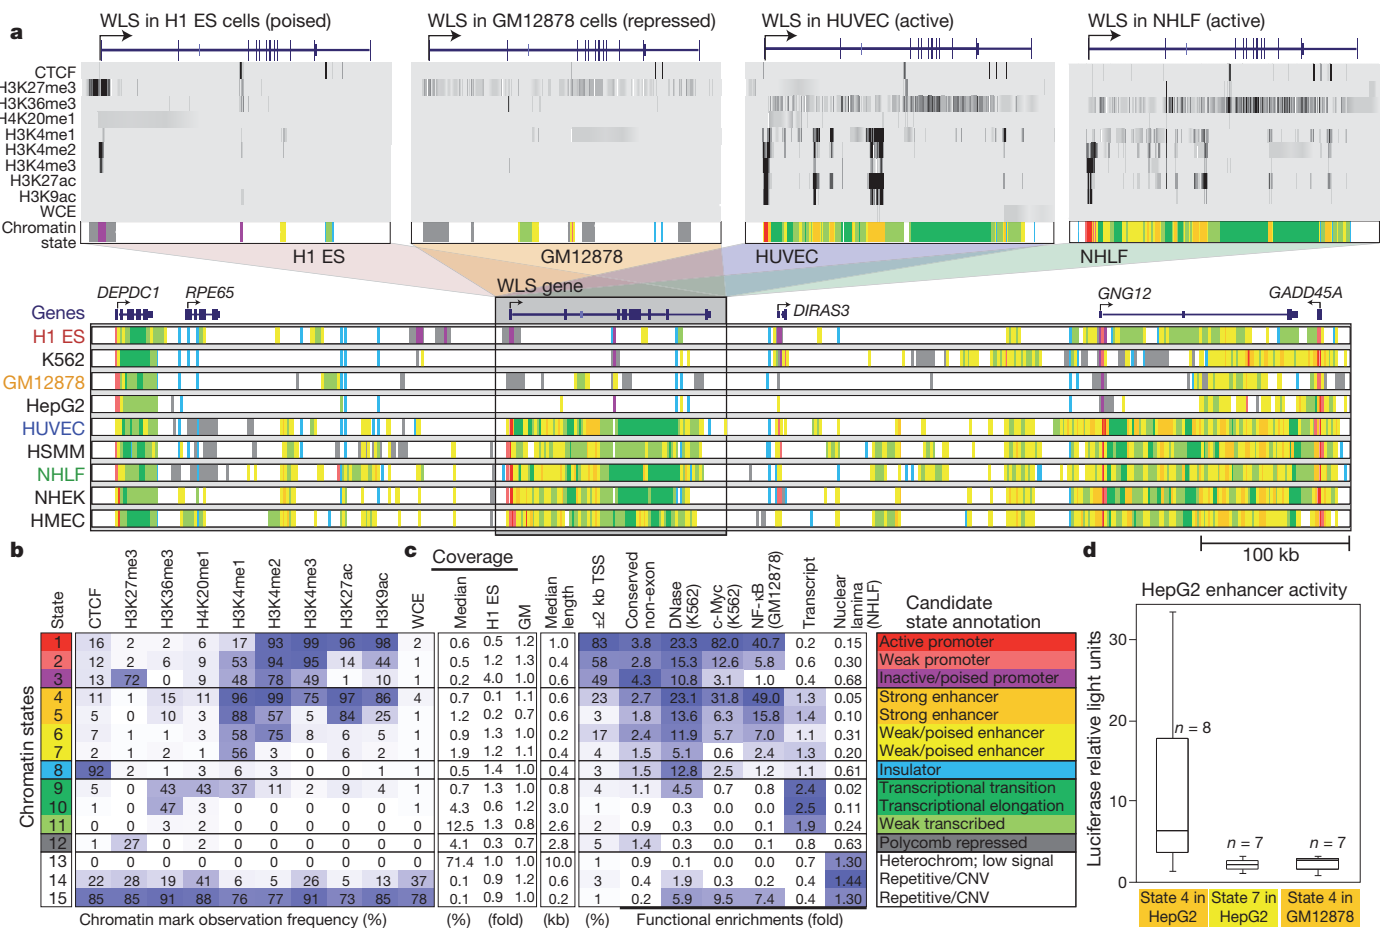 a
WLS in H1 ES cells (poised)
WLS in GM12878 cells (repressed)
WLS in HUVEC (active)
WLS in NHLF (active)
CTCF
H3K27me3
H3K36me3
H4K20me1
H3K4me1
H3K4me2
H3K4me3
H3K27ac
H3K9ac
WCE
Chromatin
state
H1 ES
GM12878
HUVEC
NHLF
WLS gene
DEPDC1
RPE65
DIRAS3
GNG12
GADD45A
Genes
H1 ES
K562
GM12878
HepG2
HUVEC
HSMM
NHLF
NHEK
HMEC
100 kb
b
State
CTCF
H3K27me3
H3K36me3
H4K20me1
H3K4me1
H3K4me2
H3K4me3
H3K27ac
H3K9ac
WCE
c
Coverage
Median
H1 ES
GM
Median
length
±2 kb TSS
Conserved
non-exon
DNase
(K562)
c-Myc
(K562)
NF-κB
(GM12878)
Transcript
Nuclear
lamina
(NHLF)
Candidate
state annotation
Chromatin states
1 16 2 2 6 17 93 99 96 98 2 0.6 0.5 1.2 1.0 83 3.8 23.3 82.0 40.7 0.2 0.15 Active promoter
2 12 2 6 9 53 94 95 14 44 1 0.5 1.2 1.3 0.4 58 2.8 15.3 12.6 5.8 0.6 0.30 Weak promoter
3 13 72 0 9 48 78 49 1 10 1 0.2 4.0 1.0 0.6 49 4.3 10.8 3.1 1.0 0.4 0.68 Inactive/poised promoter
4 11 1 15 11 96 99 75 97 86 4 0.7 0.1 1.1 0.6 23 2.7 23.1 31.8 49.0 1.3 0.05 Strong enhancer
5 5 0 10 3 88 57 5 84 25 1 1.2 0.2 0.7 0.6 3 1.8 13.6 6.3 15.8 1.4 0.10 Strong enhancer
6 7 1 1 3 58 75 8 6 5 1 0.9 1.3 1.0 0.2 17 2.4 11.9 5.7 7.0 1.1 0.31 Weak/poised enhancer
7 2 1 2 1 56 3 0 6 2 1 1.9 1.2 1.1 0.4 4 1.5 5.1 0.6 2.4 1.3 0.20 Weak/poised enhancer
8 92 2 1 3 6 3 0 0 1 1 0.5 1.4 1.0 0.4 3 1.5 12.8 2.5 1.2 1.1 0.61 Insulator
9 5 0 43 43 37 11 2 9 4 1 0.7 1.3 1.0 0.8 4 1.1 4.5 0.7 0.8 2.4 0.02 Transcriptional transition
10 1 0 47 3 0 0 0 0 0 1 4.3 0.6 1.2 3.0 1 0.9 0.3 0.0 0.0 2.5 0.11 Transcriptional elongation
11 0 0 3 2 0 0 0 0 0 0 12.5 1.3 0.8 2.6 2 0.9 0.3 0.0 0.1 1.9 0.24 Weak transcribed
12 1 27 0 2 0 0 0 0 0 0 4.1 0.3 0.7 2.8 5 1.4 0.3 0.0 0.1 0.8 0.63 Polycomb repressed
13 0 0 0 0 0 0 0 0 0 0 71.4 1.0 1.0 10.0 1 0.9 0.1 0.0 0.0 0.7 1.30 Heterochrom; low signal
14 22 28 19 41 6 5 26 5 13 37 0.1 0.9 1.2 0.6 3 0.4 1.9 0.3 0.2 0.4 1.44 Repetitive/CNV
15 85 85 91 88 76 77 91 73 85 78 0.1 0.9 1.0 0.2 1 0.2 5.9 9.5 7.4 0.4 1.30 Repetitive/CNV
Chromatin mark observation frequency (%)
(%)
(fold)
(kb)
(%)
Functional enrichments (fold)
d
HepG2 enhancer activity
Luciferase relative light units
30
20
10
0
n = 8
n = 7
n = 7
State 4 in
HepG2
State 7 in
HepG2
State 4 in
GM12878